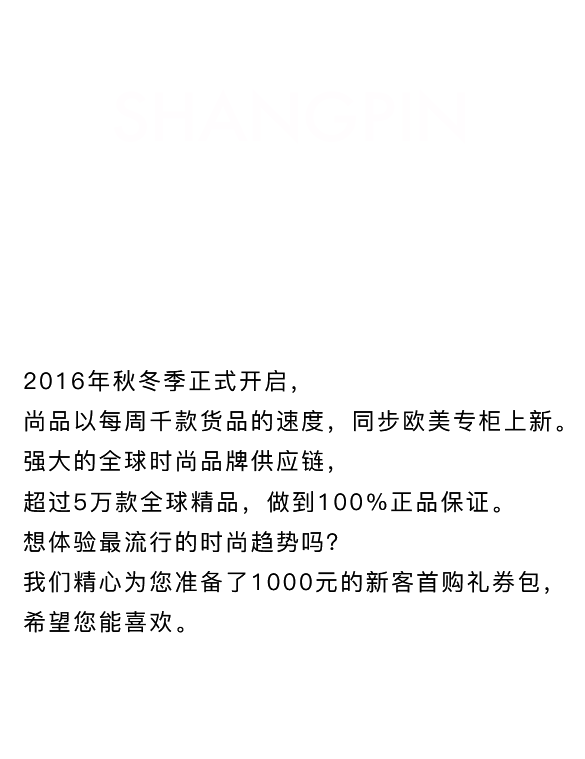 SHANGPIN
2016年秋冬季正式开启，
尚品以每周千款货品的速度，同步欧美专柜上新。
强大的全球时尚品牌供应链，
超过5万款全球精品，做到100%正品保证。
想体验最流行的时尚趋势吗？
我们精心为您准备了1000元的新客首购礼券包，
希望您能喜欢。